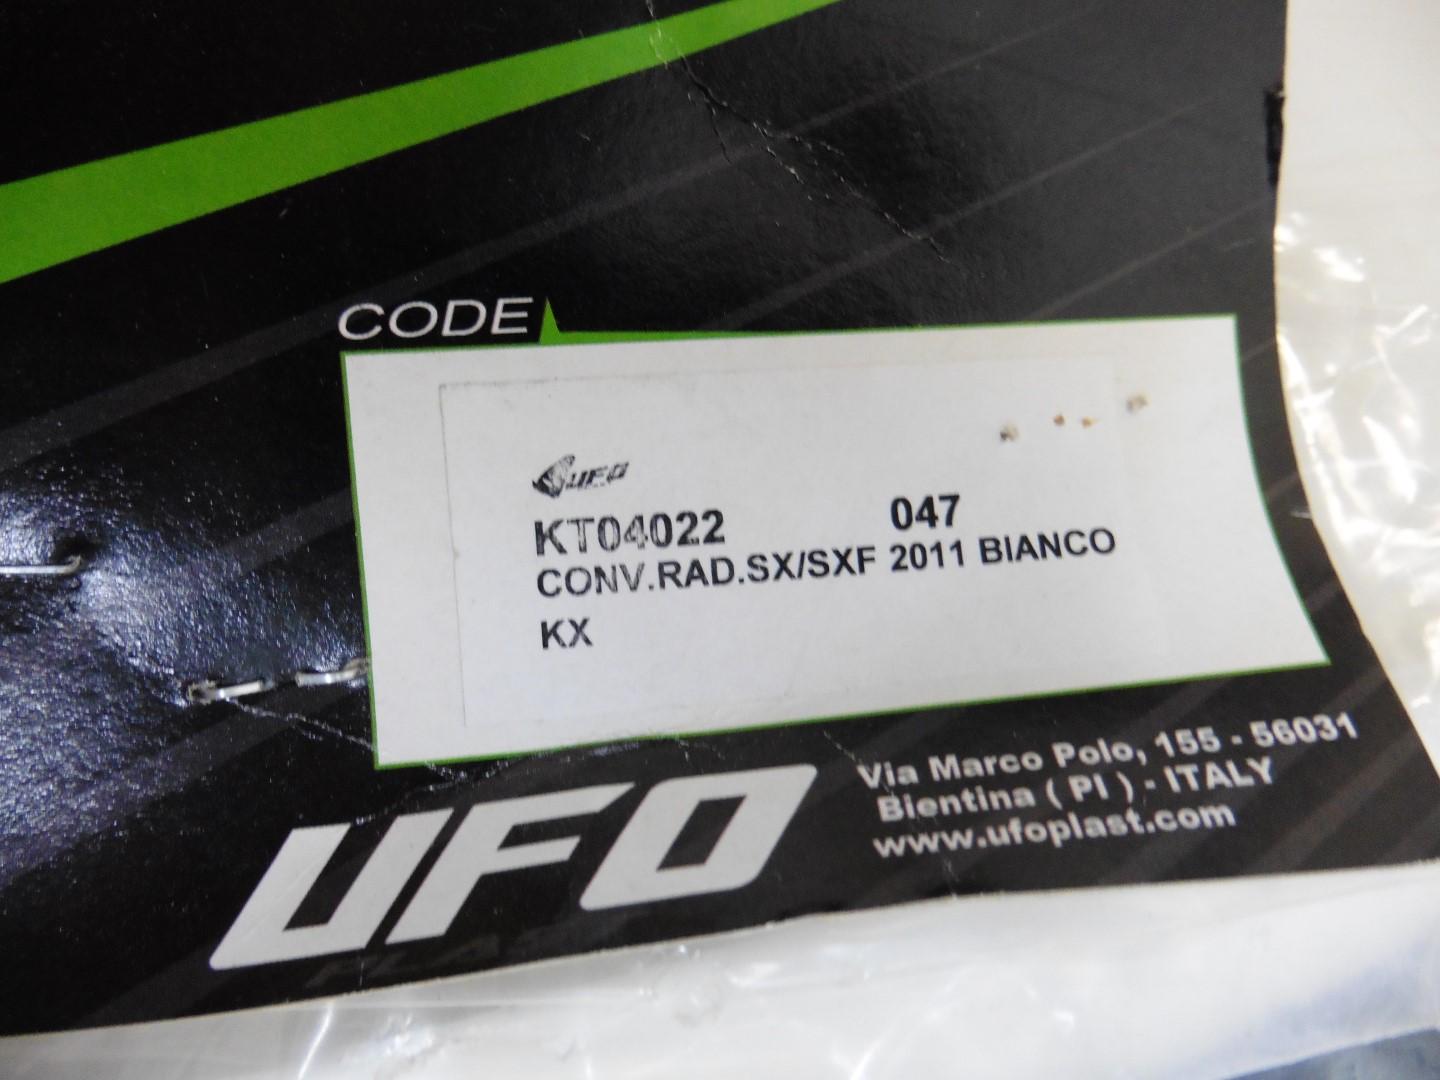 CODE
UFO
KT04022 047
CONV.RAD.SX/SXF 2011 BIANCO
KX
UFO
PLAST
Via Marco Polo, 155 - 56031
Bientina ( PI ) - ITALY
www.ufoplast.com